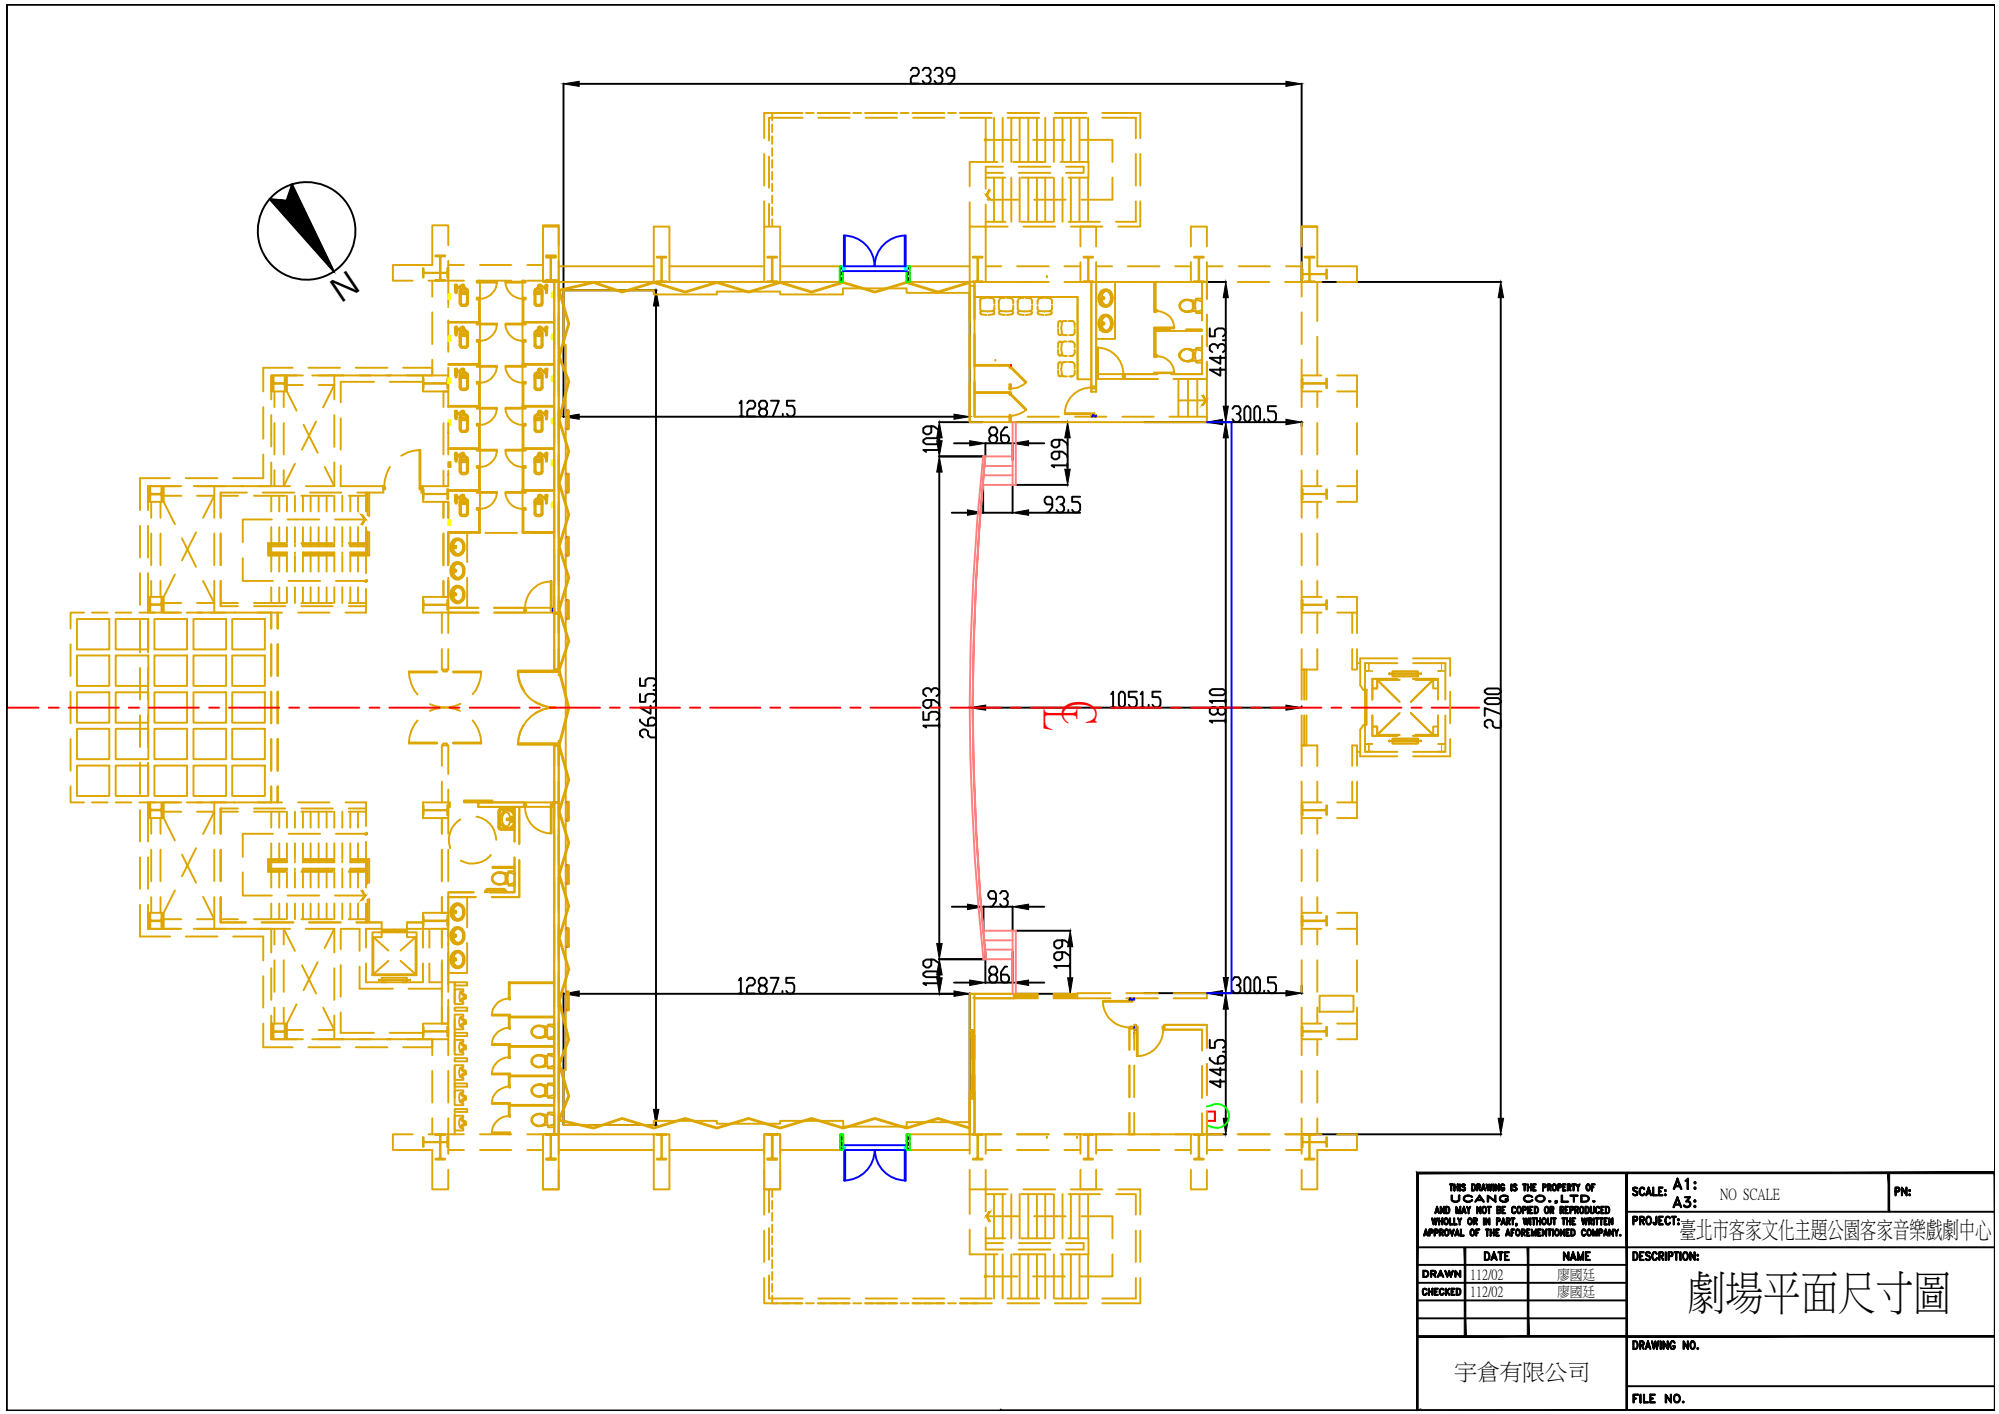 2339
N
443.5
1287.5
300.5
109
86
199
93.5
2645.5
1593
CL
1051.5
1810
2700
93
199
109
86
1287.5
300.5
446.5
THIS DRAWING IS THE PROPERTY OF
UCANG CO.,LTD.
AND MAY NOT BE COPIED OR REPRODUCED
WHOLLY OR IN PART, WITHOUT THE WRITTEN
APPROVAL OF THE AFOREMENTIONED COMPANY.
SCALE: A1:
A3:
NO SCALE
PN:
PROJECT:臺北市客家文化主題公園客家音樂戲劇中心
DATE NAME
DRAWN 112/02 廖國廷
CHECKED 112/02 廖國廷
DESCRIPTION:
劇場平面尺寸圖
宇倉有限公司
DRAWING NO.
FILE NO.